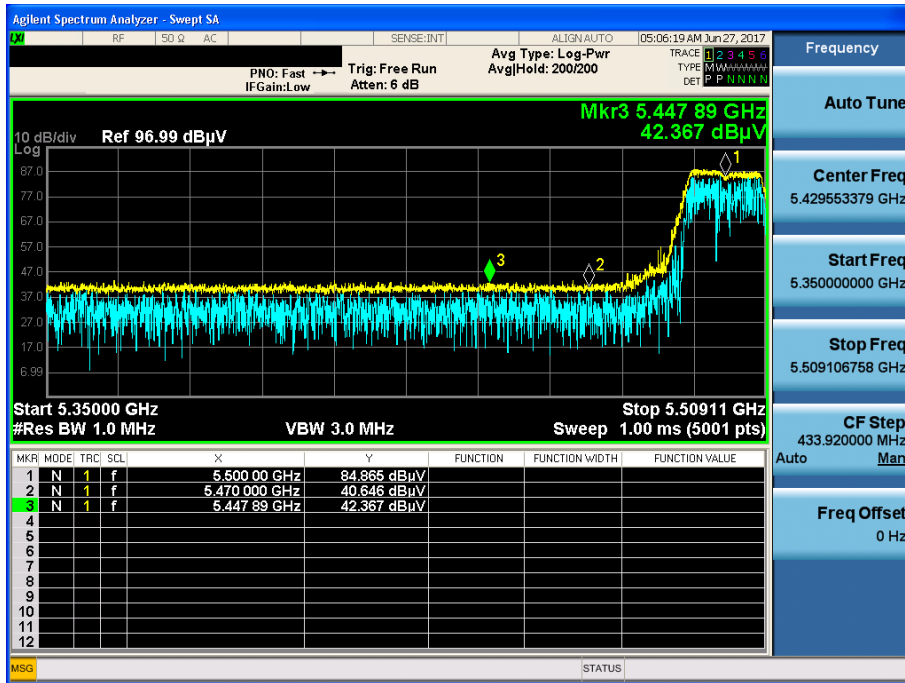 Agilent Spectrum Analyzer - Swept SA
LXI RF 50 Ω AC SENSE:INT ALIGN AUTO 05:06:19 AM Jun 27, 2017
Frequency
PNO: Fast Trig: Free Run Avg Type: Log-Pwr TRACE 1 2 3 4 5 6
IFGain:Low Atten: 6 dB Avg|Hold: 200/200 TYPE MWWWWW
DET P P N N N N
Auto Tune
Mkr3 5.447 89 GHz
10 dB/div Ref 96.99 dBµV 42.367 dBµV
Log
87.0
77.0
67.0
57.0
47.0
37.0
27.0
17.0
6.99
1
2
3
Center Freq
5.429553379 GHz
Start Freq
5.350000000 GHz
Stop Freq
5.509106758 GHz
Start 5.35000 GHz Stop 5.50911 GHz
#Res BW 1.0 MHz VBW 3.0 MHz Sweep 1.00 ms (5001 pts)
CF Step
433.920000 MHz
Auto Man
MKR MODE TRC SCL X Y FUNCTION FUNCTION WIDTH FUNCTION VALUE
1 N 1 f 5.500 00 GHz 84.865 dBµV
2 N 1 f 5.470 000 GHz 40.646 dBµV
3 N 1 f 5.447 89 GHz 42.367 dBµV
4
5
6
7
8
9
10
11
12
Freq Offset
0 Hz
MSG STATUS